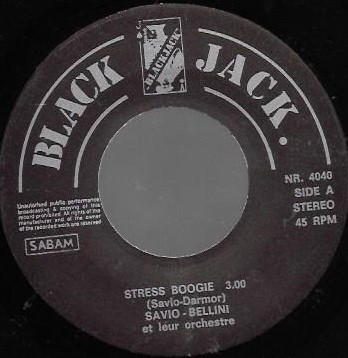 BLACK JACK.
BLACKJACK
NR. 4040
SIDE A
STEREO
45 RPM
Unauthorised public performance
broadcasting & copying of this
record prohibited. All rights of the
manufacturer and of the owner
of the recorded work are reserved
SABAM
STRESS BOOGIE 3.00
(Savio-Darmor)
SAVIO - BELLINI
et leur orchestre